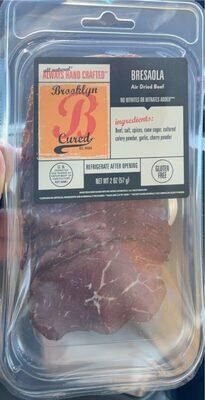 all natural
ALWAYS HAND CRAFTED™
Brooklyn
B
Cured
BRESAOLA
Air Dried Beef
NO NITRITES OR NITRATES ADDED
ingredients:
Beef, salt, spices, cane sugar, cultured
celery powder, garlic, cherry powder
REFRIGERATE AFTER OPENING
NET WT 2 OZ (57 g)
GLUTEN
FREE